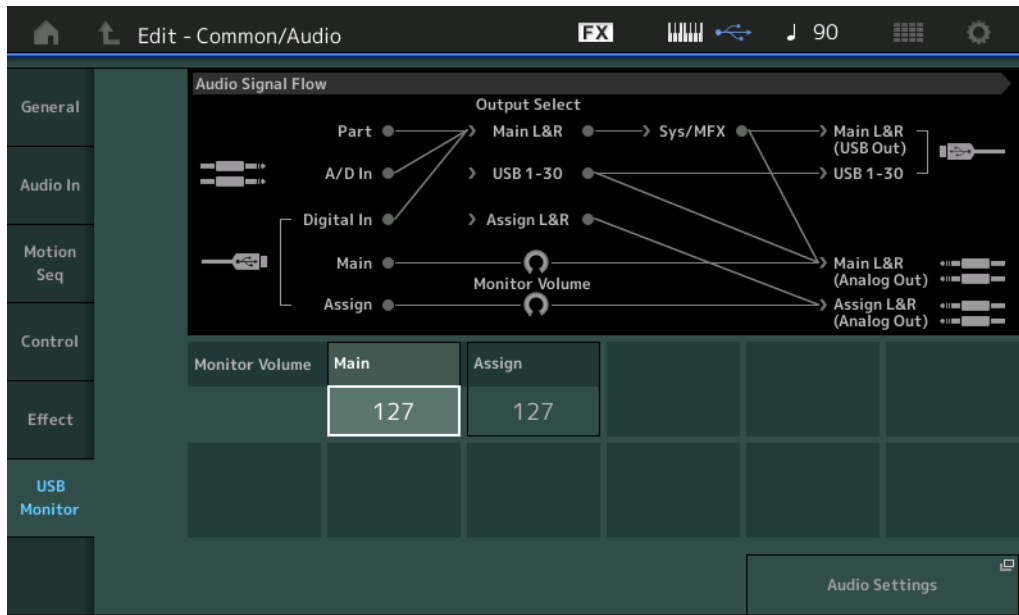 Edit - Common/Audio FX 90
General
Audio In
Motion
Seq
Control
Effect
USB
Monitor
Audio Signal Flow
Output Select
Part Main L&R Sys/MFX Main L&R
(USB Out)
A/D In USB 1-30 USB 1-30
Digital In Assign L&R
Main Main L&R
(Analog Out)
Monitor Volume
Assign Assign L&R
(Analog Out)
Monitor Volume Main Assign
127 127
Audio Settings